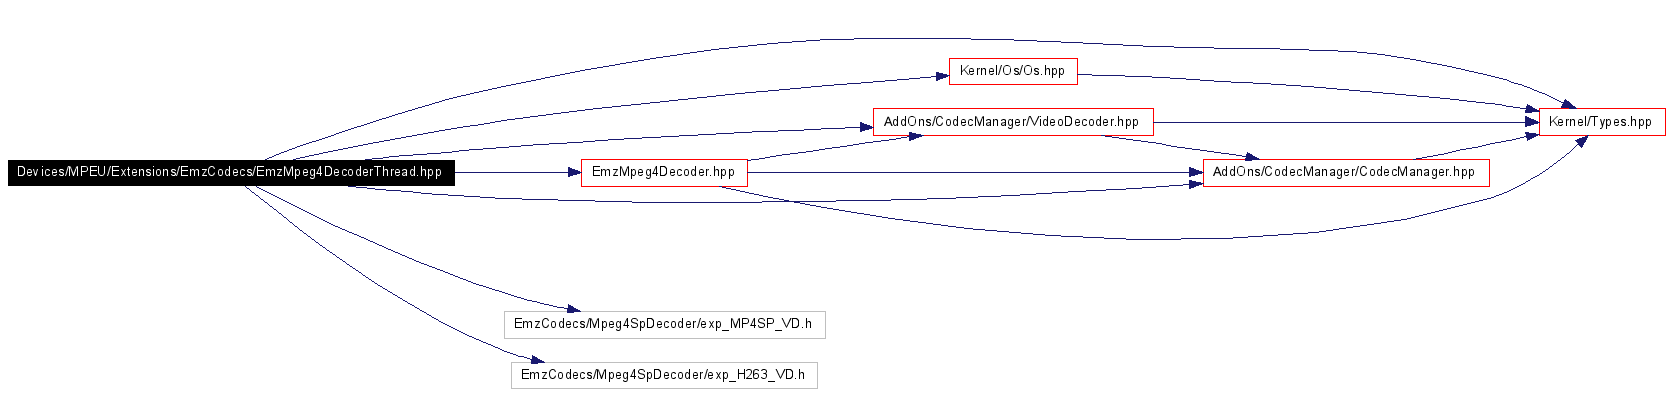 Kernel/Os/Os.hpp
AddOns/CodecManager/VideoDecoder.hpp
Kernel/Types.hpp
Devices/MPEU/Extensions/EmzCodecs/EmzMpeg4DecoderThread.hpp
EmzMpeg4Decoder.hpp
AddOns/CodecManager/CodecManager.hpp
EmzCodecs/Mpeg4SpDecoder/exp_MP4SP_VD.h
EmzCodecs/Mpeg4SpDecoder/exp_H263_VD.h